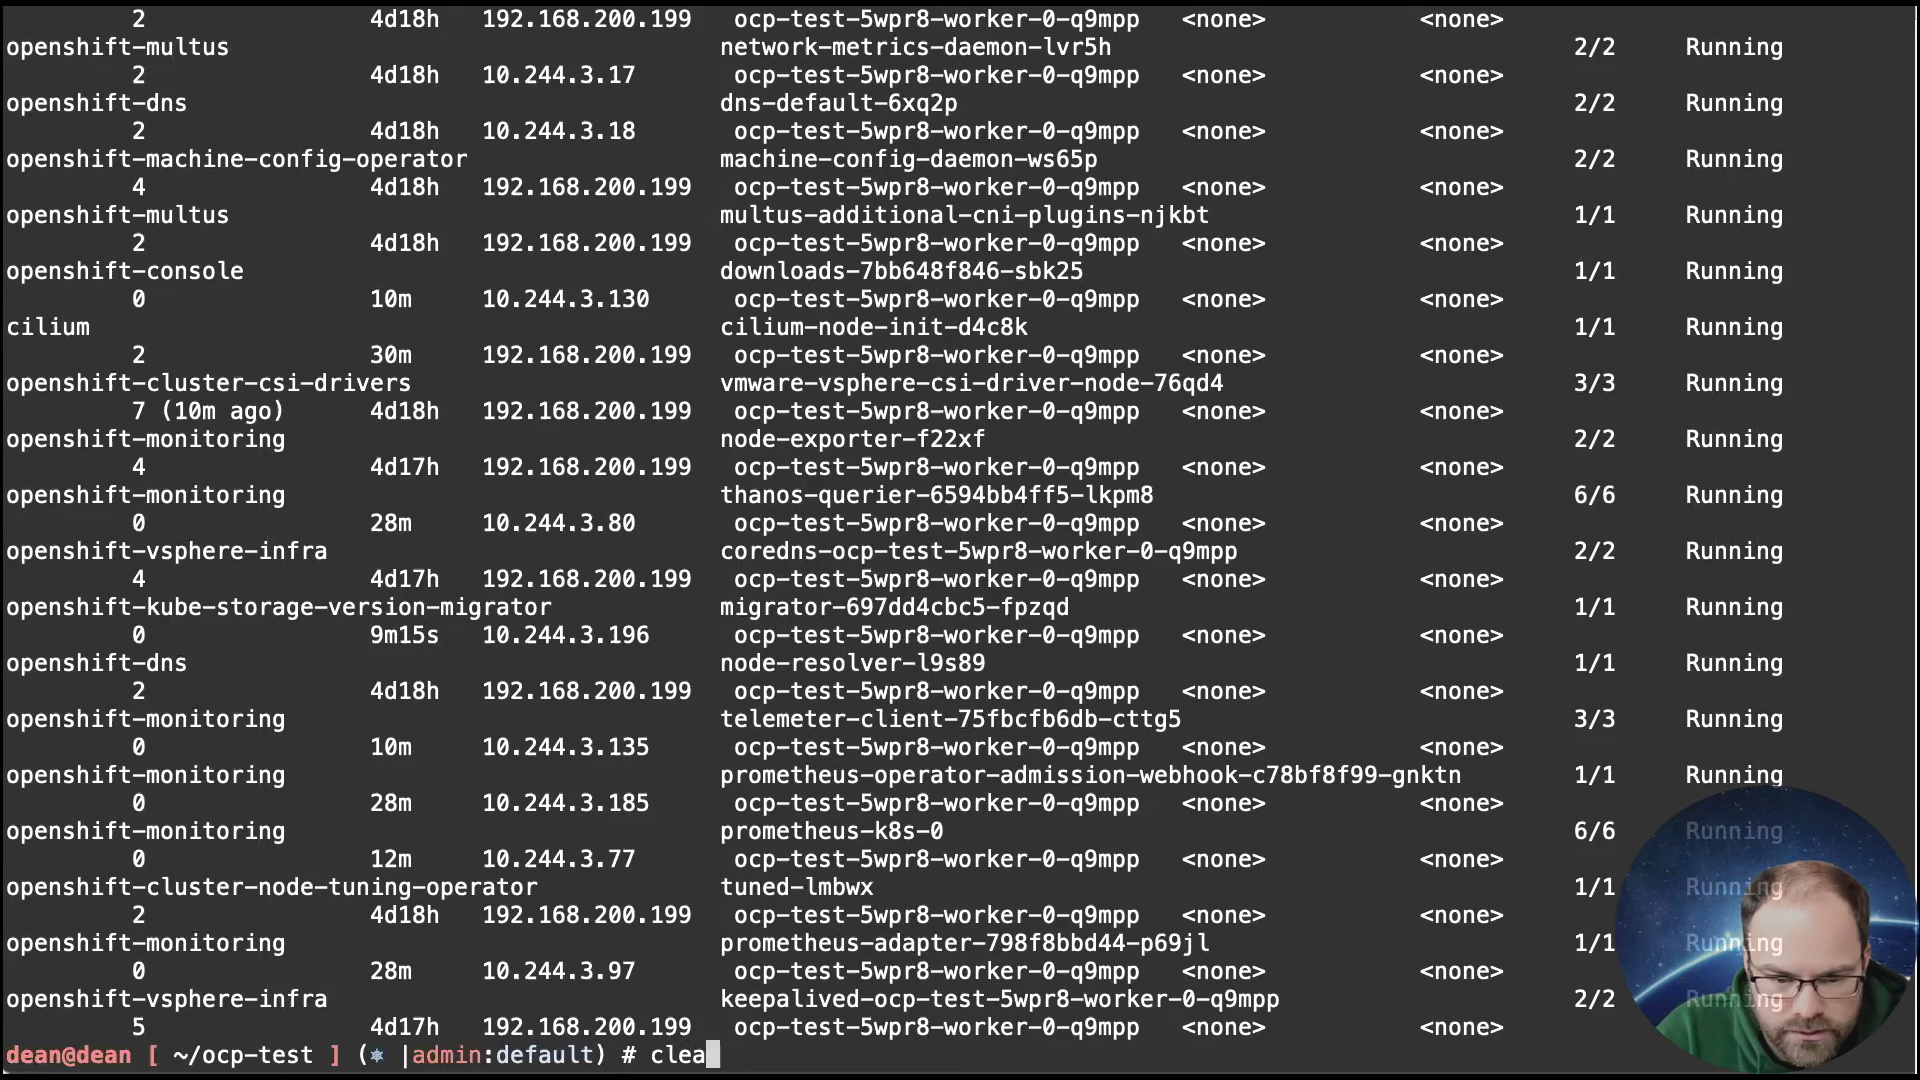 2 4d18h 192.168.200.199 ocp-test-5wpr8-worker-0-q9mpp <none> <none>
openshift-multus network-metrics-daemon-lvr5h 2/2 Running
2 4d18h 10.244.3.17 ocp-test-5wpr8-worker-0-q9mpp <none> <none>
openshift-dns dns-default-6xq2p 2/2 Running
2 4d18h 10.244.3.18 ocp-test-5wpr8-worker-0-q9mpp <none> <none>
openshift-machine-config-operator machine-config-daemon-ws65p 2/2 Running
4 4d18h 192.168.200.199 ocp-test-5wpr8-worker-0-q9mpp <none> <none>
openshift-multus multus-additional-cni-plugins-njkbt 1/1 Running
2 4d18h 192.168.200.199 ocp-test-5wpr8-worker-0-q9mpp <none> <none>
openshift-console downloads-7bb648f846-sbk25 1/1 Running
0 10m 10.244.3.130 ocp-test-5wpr8-worker-0-q9mpp <none> <none>
cilium cilium-node-init-d4c8k 1/1 Running
2 30m 192.168.200.199 ocp-test-5wpr8-worker-0-q9mpp <none> <none>
openshift-cluster-csi-drivers vmware-vsphere-csi-driver-node-76qd4 3/3 Running
7 (10m ago) 4d18h 192.168.200.199 ocp-test-5wpr8-worker-0-q9mpp <none> <none>
openshift-monitoring node-exporter-f22xf 2/2 Running
4 4d17h 192.168.200.199 ocp-test-5wpr8-worker-0-q9mpp <none> <none>
openshift-monitoring thanos-querier-6594bb4ff5-lkpm8 6/6 Running
0 28m 10.244.3.80 ocp-test-5wpr8-worker-0-q9mpp <none> <none>
openshift-vsphere-infra coredns-ocp-test-5wpr8-worker-0-q9mpp 2/2 Running
4 4d17h 192.168.200.199 ocp-test-5wpr8-worker-0-q9mpp <none> <none>
openshift-kube-storage-version-migrator migrator-697dd4cbc5-fpzqd 1/1 Running
0 9m15s 10.244.3.196 ocp-test-5wpr8-worker-0-q9mpp <none> <none>
openshift-dns node-resolver-l9s89 1/1 Running
2 4d18h 192.168.200.199 ocp-test-5wpr8-worker-0-q9mpp <none> <none>
openshift-monitoring telemeter-client-75fbcfb6db-cttg5 3/3 Running
0 10m 10.244.3.135 ocp-test-5wpr8-worker-0-q9mpp <none> <none>
openshift-monitoring prometheus-operator-admission-webhook-c78bf8f99-gnktn 1/1 Running
0 28m 10.244.3.185 ocp-test-5wpr8-worker-0-q9mpp <none> <none>
openshift-monitoring prometheus-k8s-0 6/6 Running
0 12m 10.244.3.77 ocp-test-5wpr8-worker-0-q9mpp <none> <none>
openshift-cluster-node-tuning-operator tuned-lmbwx 1/1 Running
2 4d18h 192.168.200.199 ocp-test-5wpr8-worker-0-q9mpp <none> <none>
openshift-monitoring prometheus-adapter-798f8bbd44-p69jl 1/1 Running
0 28m 10.244.3.97 ocp-test-5wpr8-worker-0-q9mpp <none> <none>
openshift-vsphere-infra keepalived-ocp-test-5wpr8-worker-0-q9mpp 2/2 Running
5 4d17h 192.168.200.199 ocp-test-5wpr8-worker-0-q9mpp <none> <none>
dean@dean [ ~/ocp-test ] (⎈ |admin:default) # clea